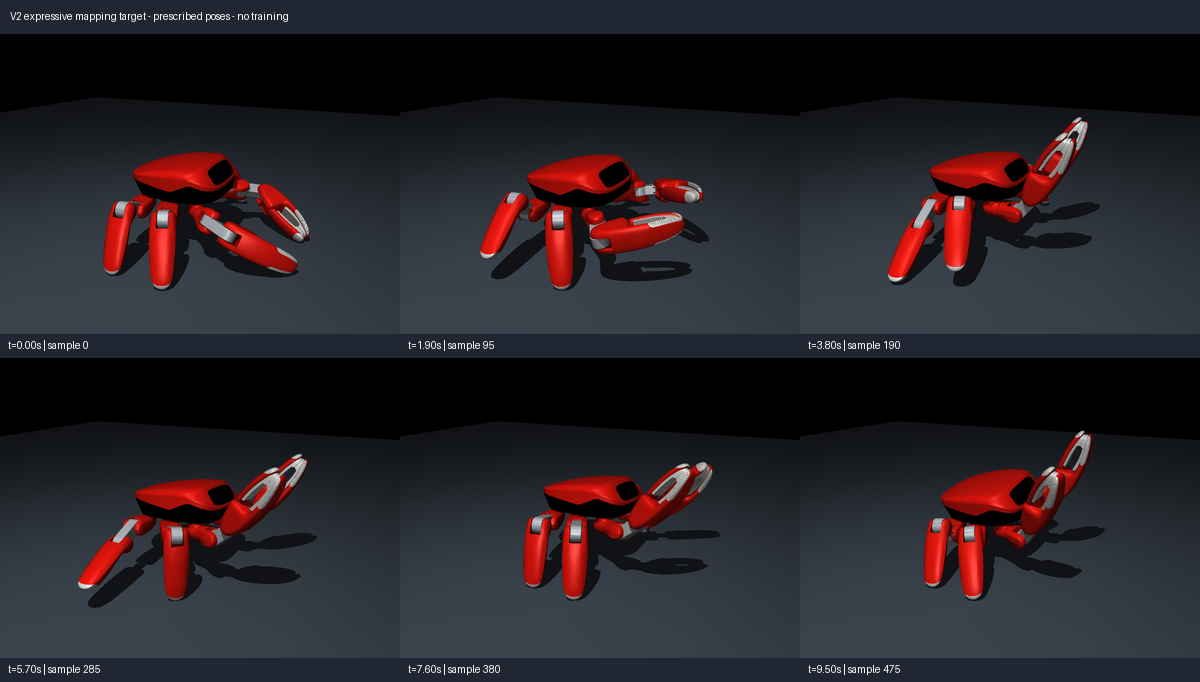 V2 expressive mapping target - prescribed poses - no training
t=0.00s | sample 0
t=1.90s | sample 95
t=3.80s | sample 190
t=5.70s | sample 285
t=7.60s | sample 380
t=9.50s | sample 475